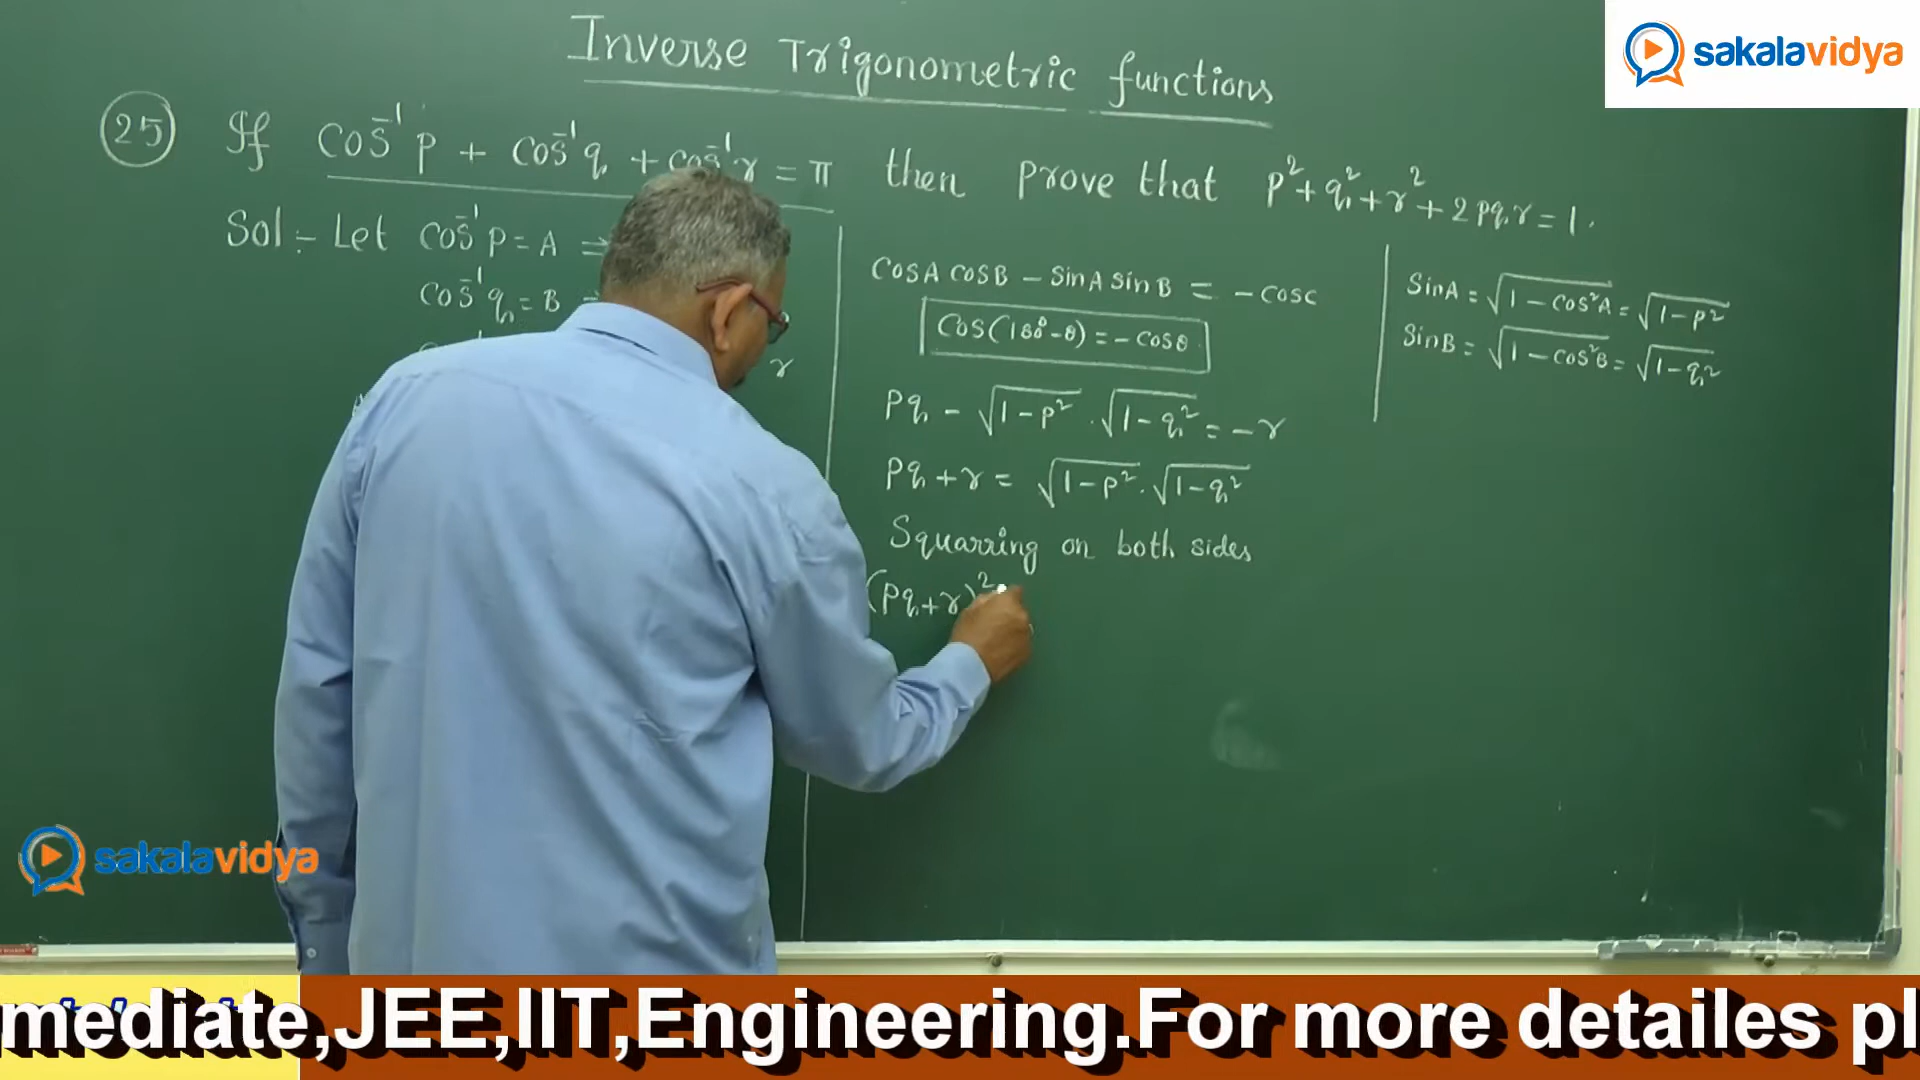 sakalavidya
Inverse Trigonometric functions
25 If Cos⁻¹p + Cos⁻¹q + cos⁻¹r = π then prove that p² + q² + r² + 2pqr = 1.
Sol:- Let Cos⁻¹p = A ⇒
Cos⁻¹q = B
r
CosA CosB - SinA SinB = - cosc
Cos(180° - θ) = - cosθ
pq - √1-p² . √1-q² = - r
pq + r = √1-p² . √1-q²
Squarring on both sides
(pq + r)²
SinA = √1 - cos²A = √1-p²
SinB = √1 - cos²B = √1-q²
sakalavidya
mediate,JEE,IIT,Engineering.For more detailes pl